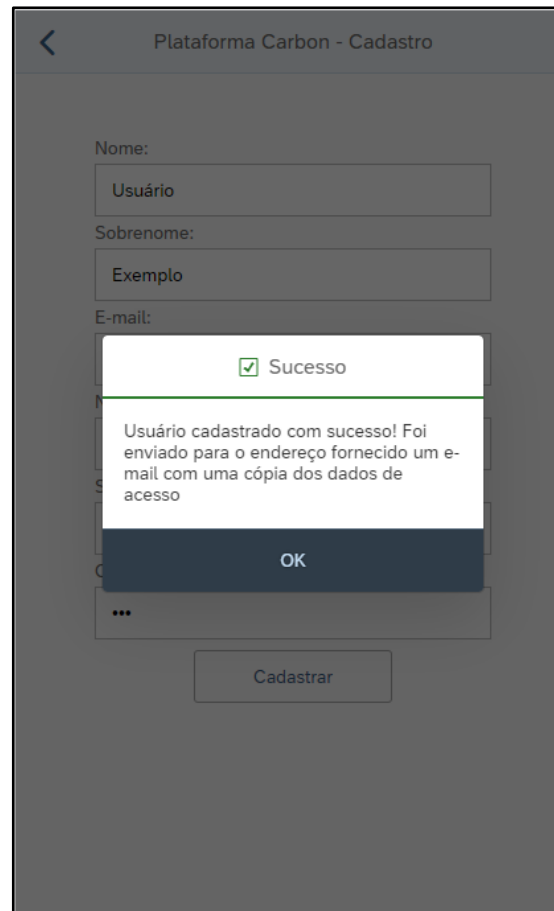 Plataforma Carbon - Cadastro
Nome:
Usuário
Sobrenome:
Exemplo
E-mail:
Sucesso
Usuário cadastrado com sucesso! Foi
enviado para o endereço fornecido um e-
mail com uma cópia dos dados de
acesso
OK
•••
Cadastrar